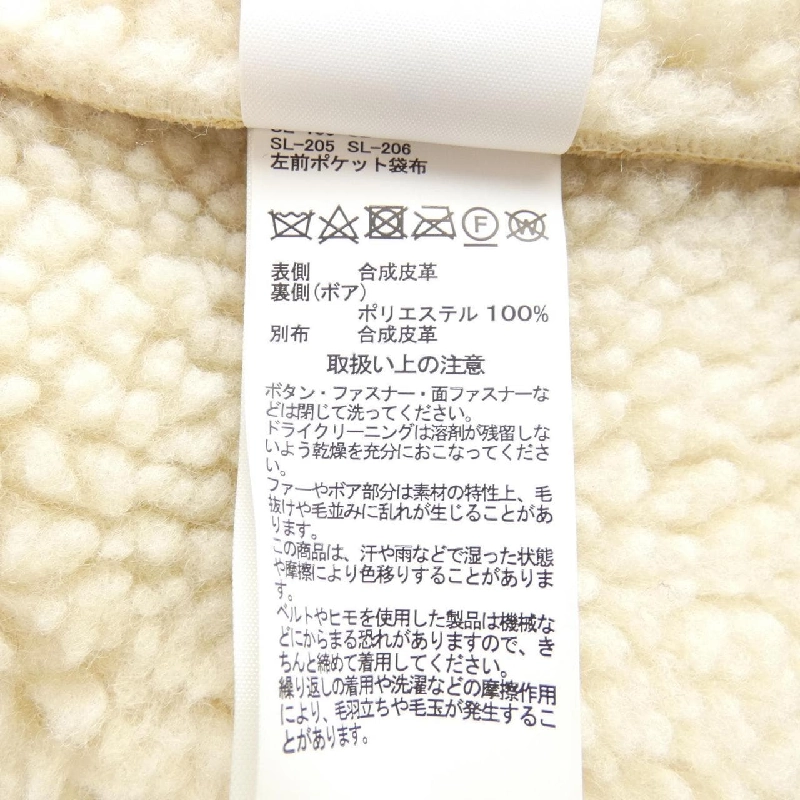 SL-205 SL-206
左前ポケット袋布
F W
表側 合成皮革
裏側(ボア)
ポリエステル 100%
別布 合成皮革
取扱い上の注意
ボタン・ファスナー・面ファスナーな
どは閉じて洗ってください。
ドライクリーニングは溶剤が残留しな
いよう乾燥を充分におこなってくださ
い。
ファーやボア部分は素材の特性上、毛
抜けや毛並みに乱れが生じることがあ
ります。
この商品は、汗や雨などで湿った状態
や摩擦により色移りすることがありま
す。
ベルトやヒモを使用した製品は機械な
どにからまる恐れがありますので、き
ちんと締めて着用してください。
繰り返しの着用や洗濯などの摩擦作用
により、毛羽立ちや毛玉が発生するこ
とがあります。